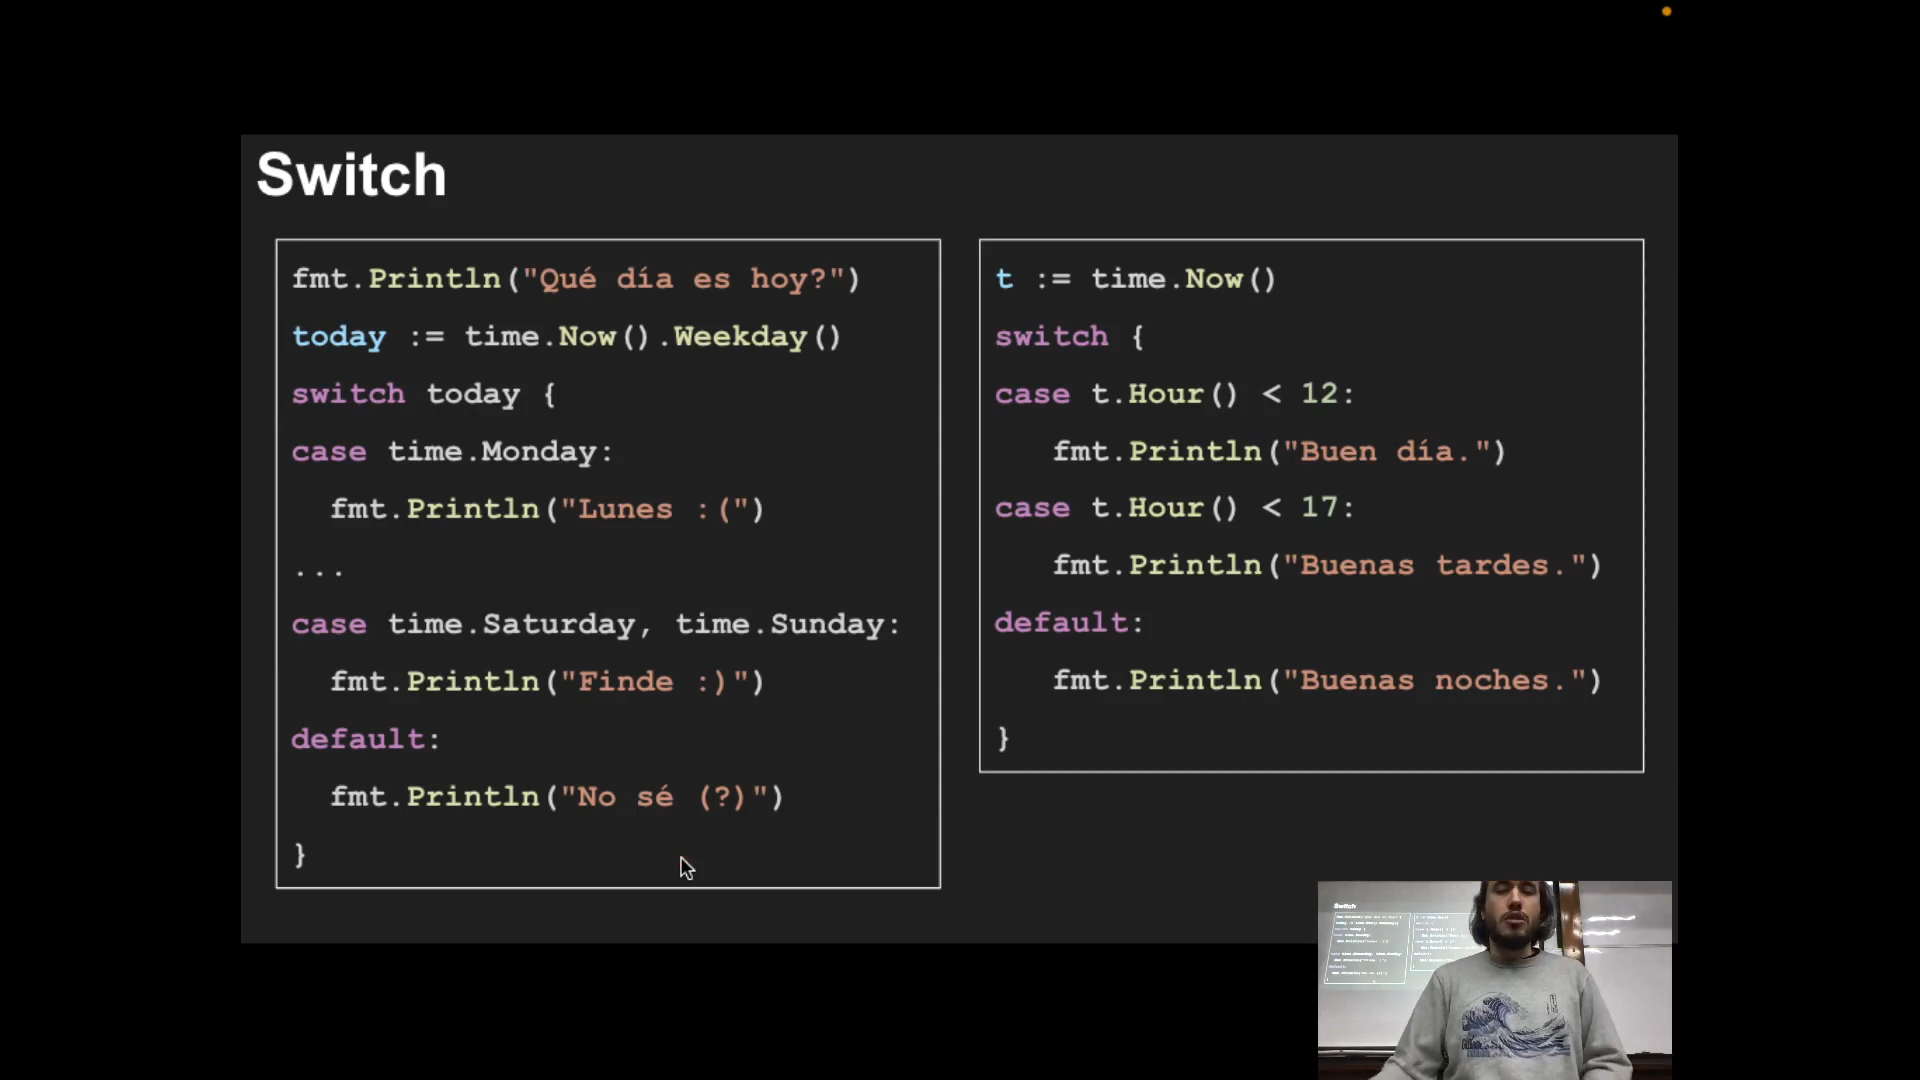 Switch
fmt.Println("Qué día es hoy?")
today := time.Now().Weekday()
switch today {
case time.Monday:
fmt.Println("Lunes :(")
...
case time.Saturday, time.Sunday:
fmt.Println("Finde :)")
default:
fmt.Println("No sé (?)")
}
t := time.Now()
switch {
case t.Hour() < 12:
fmt.Println("Buen día.")
case t.Hour() < 17:
fmt.Println("Buenas tardes.")
default:
fmt.Println("Buenas noches.")
}
Switch